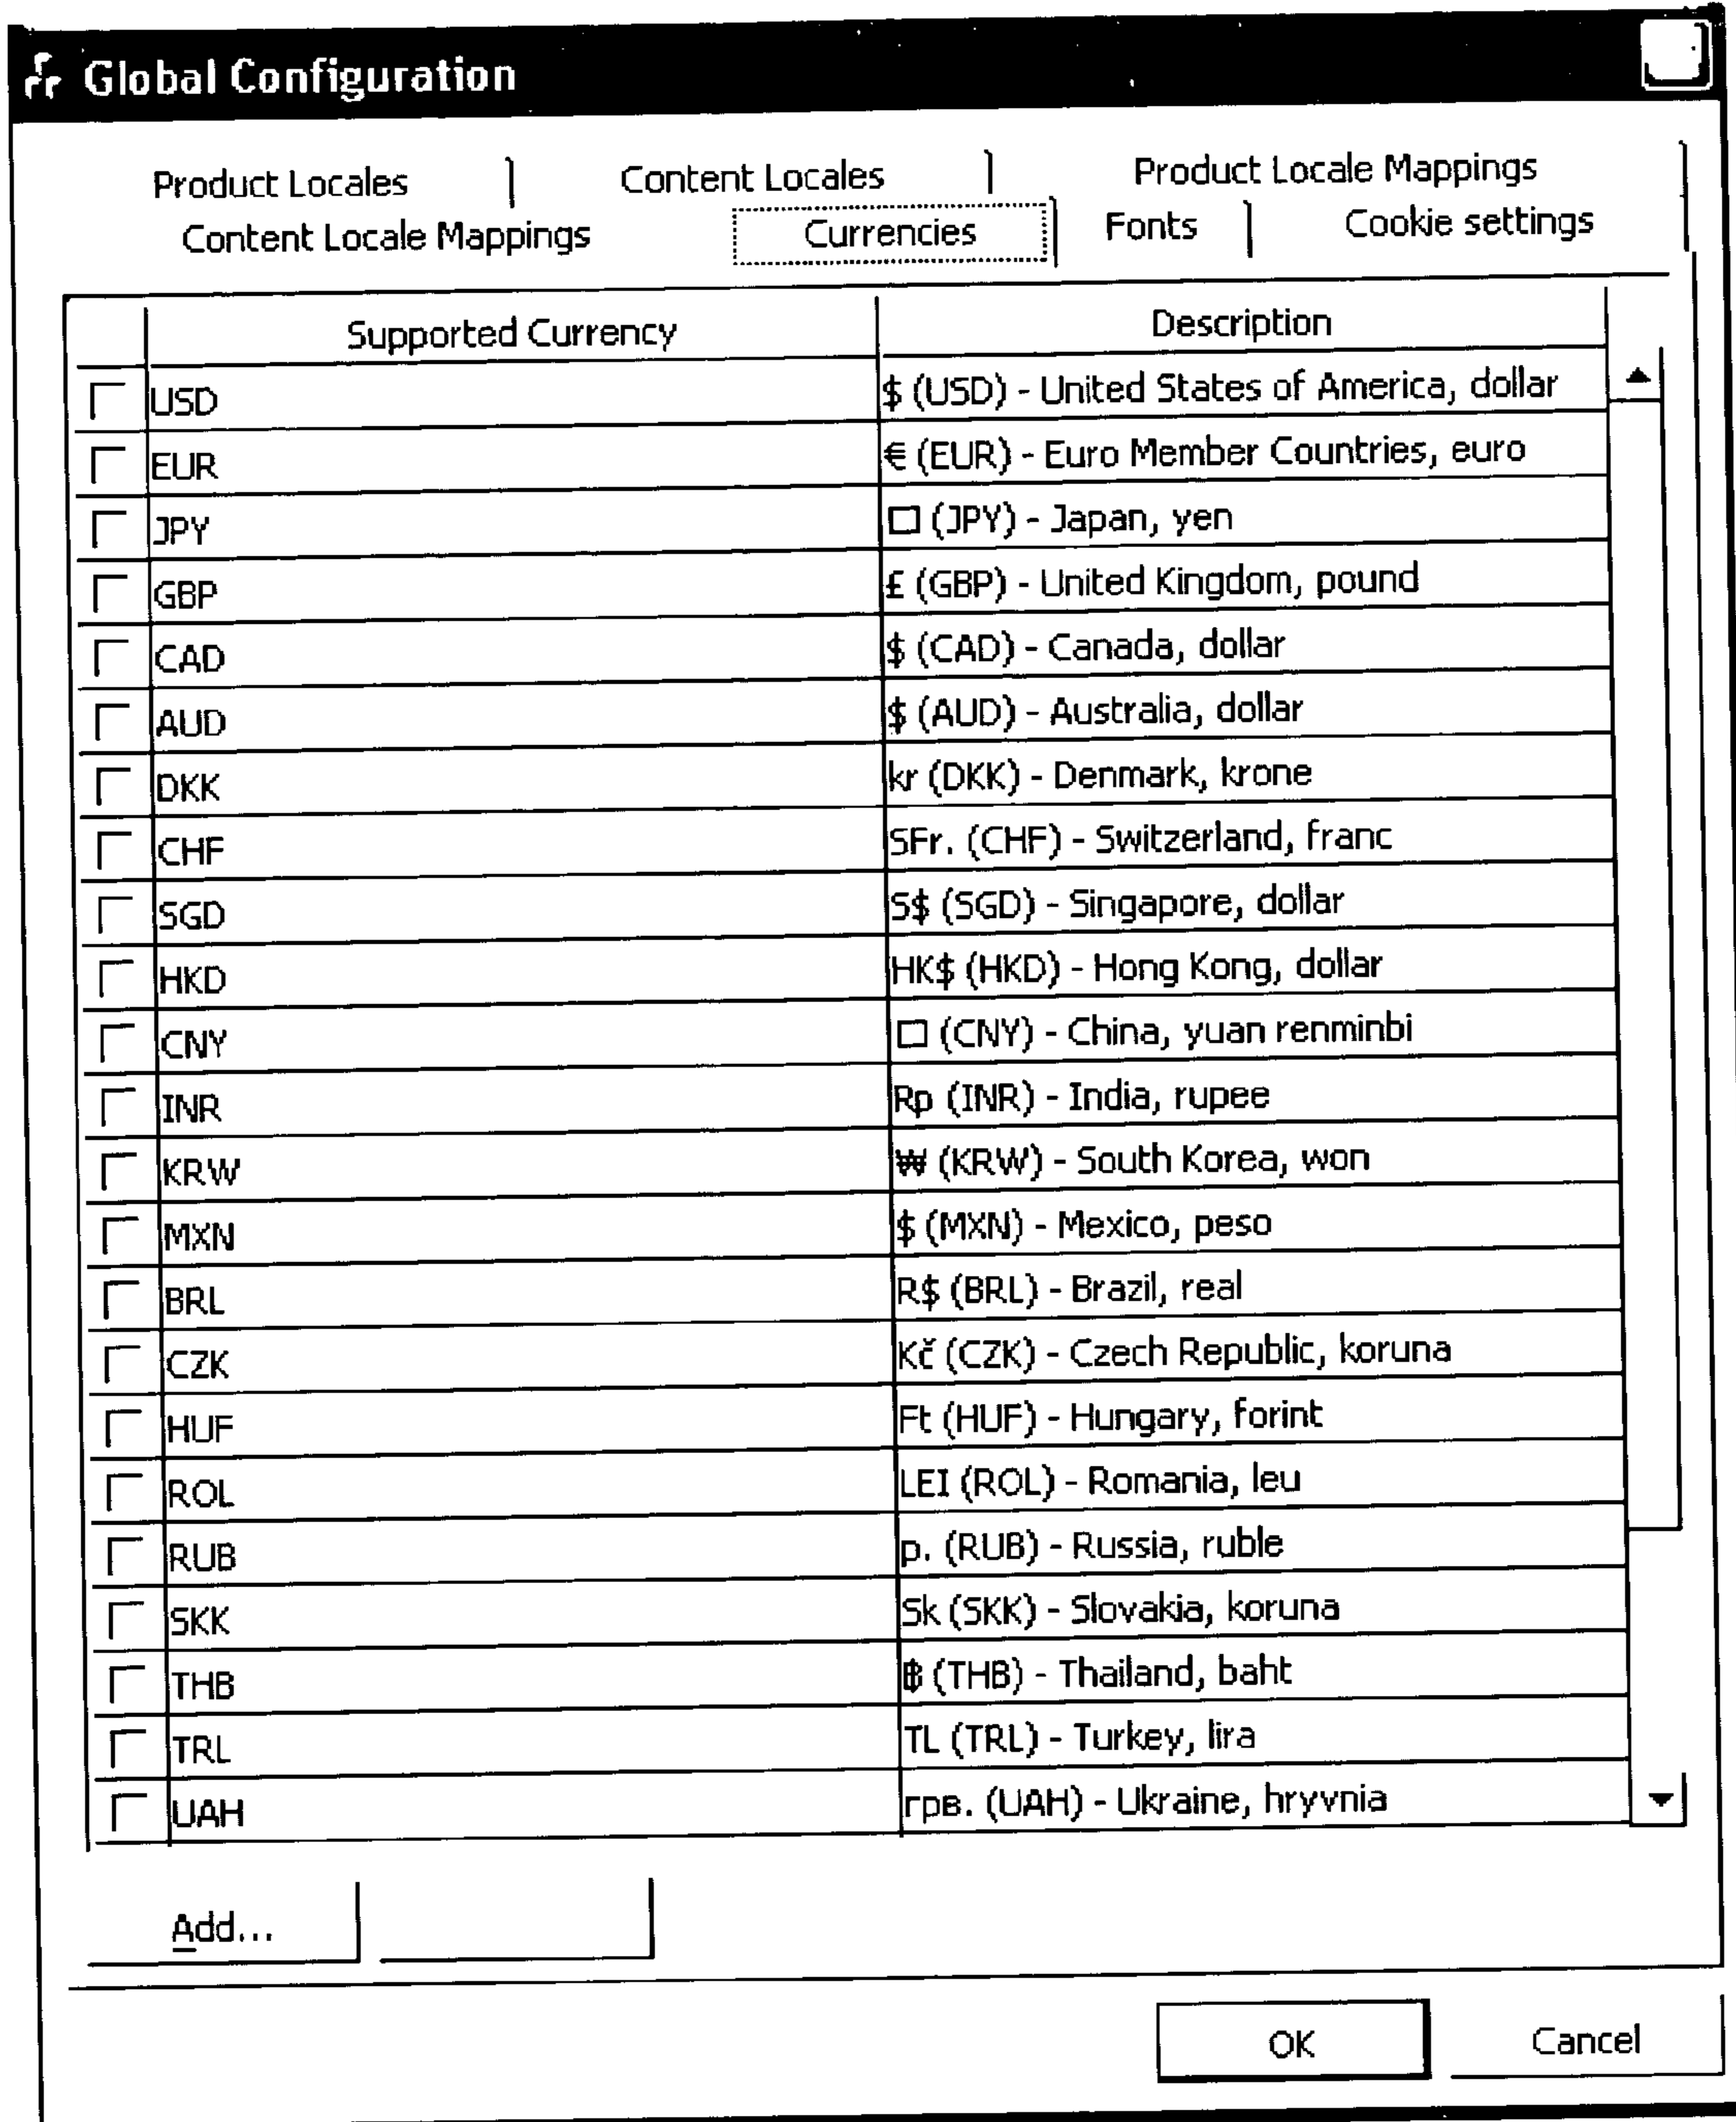 Global Configuration
Product Locales Content Locales Product Locale Mappings
Content Locale Mappings Currencies Fonts Cookie settings
Supported Currency Description
USD $ (USD) - United States of America, dollar
EUR € (EUR) - Euro Member Countries, euro
JPY □ (JPY) - Japan, yen
GBP £ (GBP) - United Kingdom, pound
CAD $ (CAD) - Canada, dollar
AUD $ (AUD) - Australia, dollar
DKK kr (DKK) - Denmark, krone
CHF SFr. (CHF) - Switzerland, franc
SGD S$ (SGD) - Singapore, dollar
HKD HK$ (HKD) - Hong Kong, dollar
CNY □ (CNY) - China, yuan renminbi
INR Rp (INR) - India, rupee
KRW ₩ (KRW) - South Korea, won
MXN $ (MXN) - Mexico, peso
BRL R$ (BRL) - Brazil, real
CZK Kč (CZK) - Czech Republic, koruna
HUF Ft (HUF) - Hungary, forint
ROL LEI (ROL) - Romania, leu
RUB р. (RUB) - Russia, ruble
SKK Sk (SKK) - Slovakia, koruna
THB ฿ (THB) - Thailand, baht
TRL TL (TRL) - Turkey, lira
UAH грв. (UAH) - Ukraine, hryvnia
Add...
OK Cancel